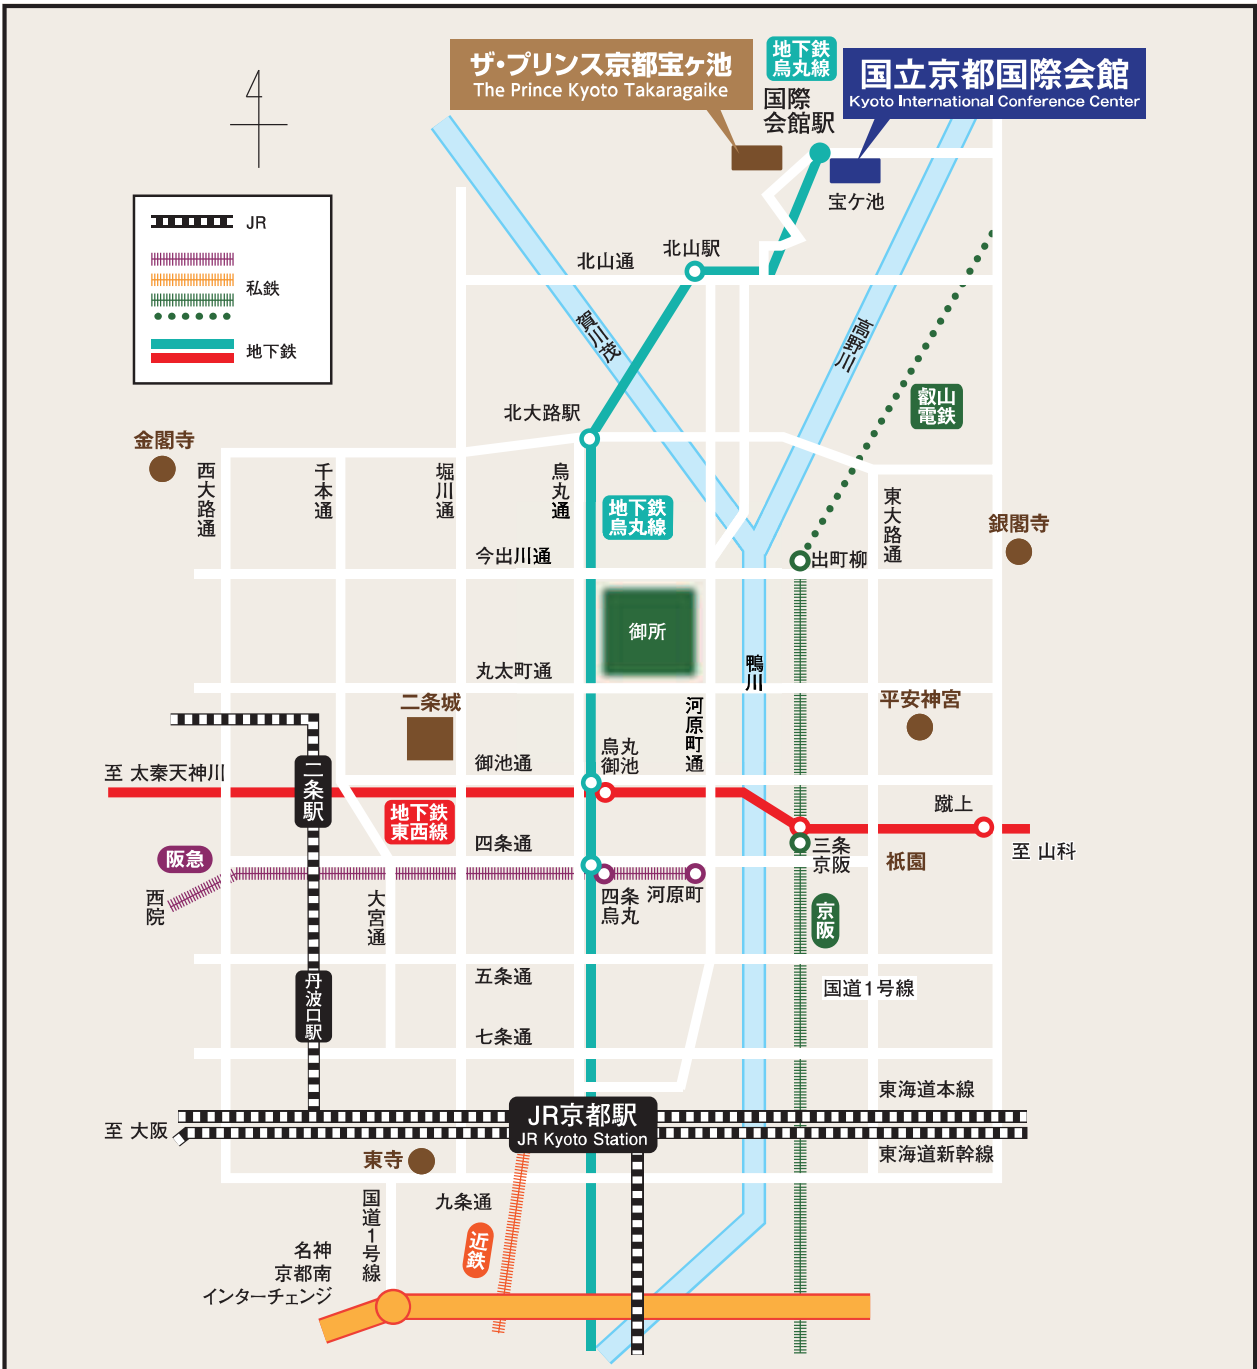 ザ・プリンス京都宝ヶ池
The Prince Kyoto Takaragaike
地下鉄
烏丸線
国立京都国際会館
Kyoto International Conference Center
国際
会館駅
宝ケ池
JR
私鉄
地下鉄
北山駅
北山通
賀川茂
高野川
叡山
電鉄
北大路駅
金閣寺
西大路通
千本通
堀川通
烏丸通
地下鉄
烏丸線
東大路通
銀閣寺
今出川通
出町柳
御所
丸太町通
鴨川
二条城
河原町通
平安神宮
烏丸
御池
御池通
至 太秦天神川
二条駅
地下鉄
東西線
蹴上
四条通
三条
京阪
至 山科
阪急
祇園
西院
大宮通
四条
烏丸
河原町
京阪
五条通
国道1号線
丹波口駅
七条通
東海道本線
JR京都駅
JR Kyoto Station
至 大阪
東海道新幹線
東寺
国道1号線
九条通
近鉄
名神
京都南
インターチェンジ